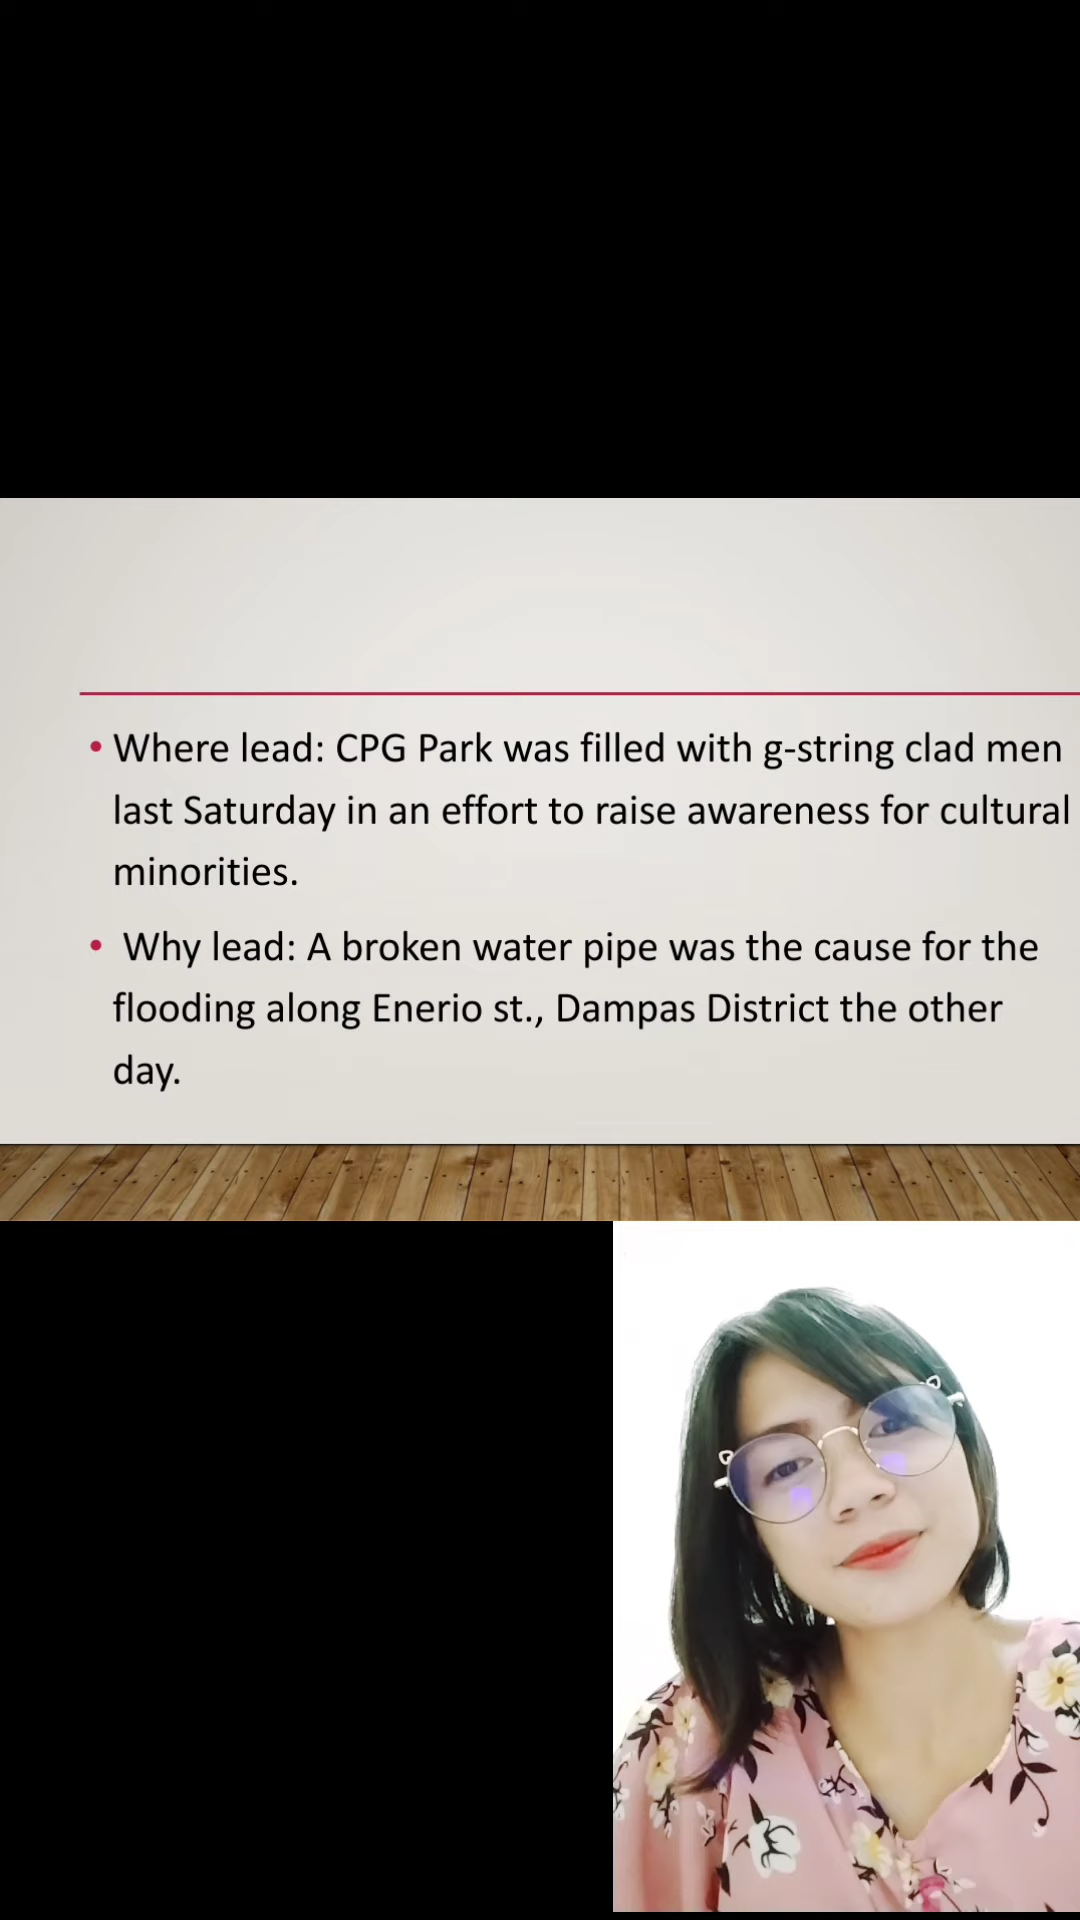 • Where lead: CPG Park was filled with g-string clad men
last Saturday in an effort to raise awareness for cultural
minorities.
• Why lead: A broken water pipe was the cause for the
flooding along Enerio st., Dampas District the other
day.